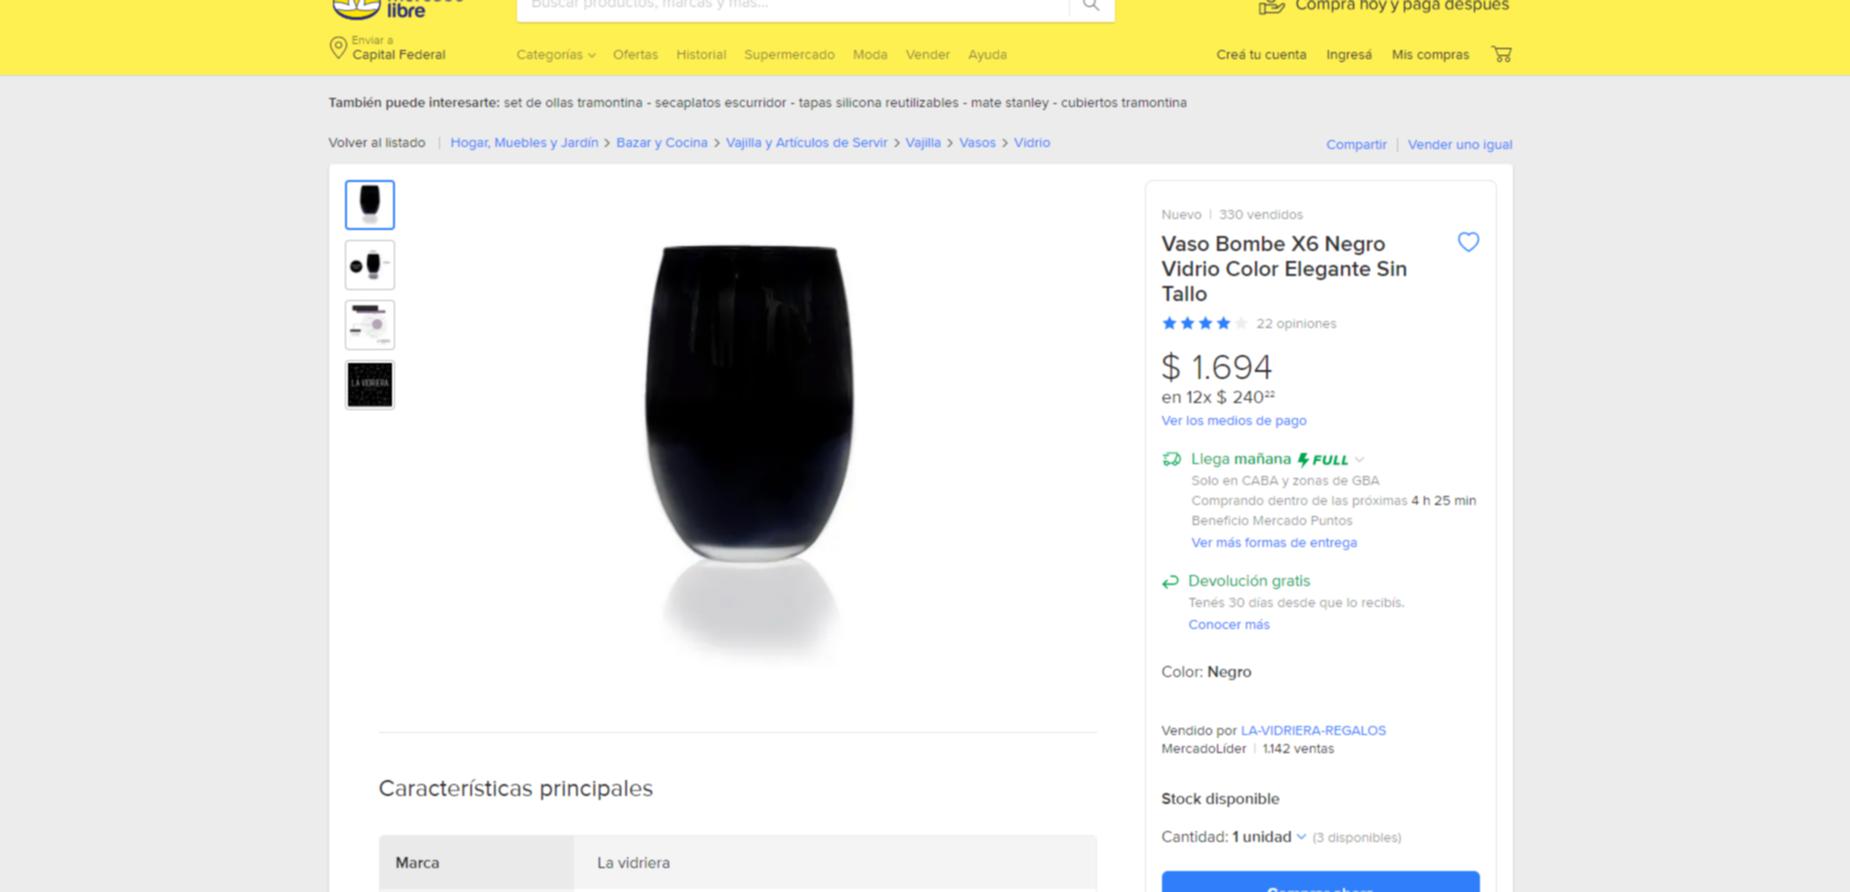 libre
Buscar productos, marcas y más...
Compra hoy y paga después
Enviar a
Capital Federal
Categorías Ofertas Historial Supermercado Moda Vender Ayuda
Creá tu cuenta Ingresá Mis compras
También puede interesarte: set de ollas tramontina - secaplatos escurridor - tapas silicona reutilizables - mate stanley - cubiertos tramontina
Volver al listado | Hogar, Muebles y Jardín > Bazar y Cocina > Vajilla y Artículos de Servir > Vajilla > Vasos > Vidrio
Compartir | Vender uno igual
LA VIDRIERA
Nuevo | 330 vendidos
Vaso Bombe X6 Negro
Vidrio Color Elegante Sin
Tallo
22 opiniones
$ 1.694
en 12x $ 240²²
Ver los medios de pago
Llega mañana FULL
Solo en CABA y zonas de GBA
Comprando dentro de las próximas 4 h 25 min
Beneficio Mercado Puntos
Ver más formas de entrega
Devolución gratis
Tenés 30 días desde que lo recibís.
Conocer más
Color: Negro
Vendido por LA-VIDRIERA-REGALOS
MercadoLíder | 1.142 ventas
Stock disponible
Cantidad: 1 unidad (3 disponibles)
Características principales
Marca La vidriera